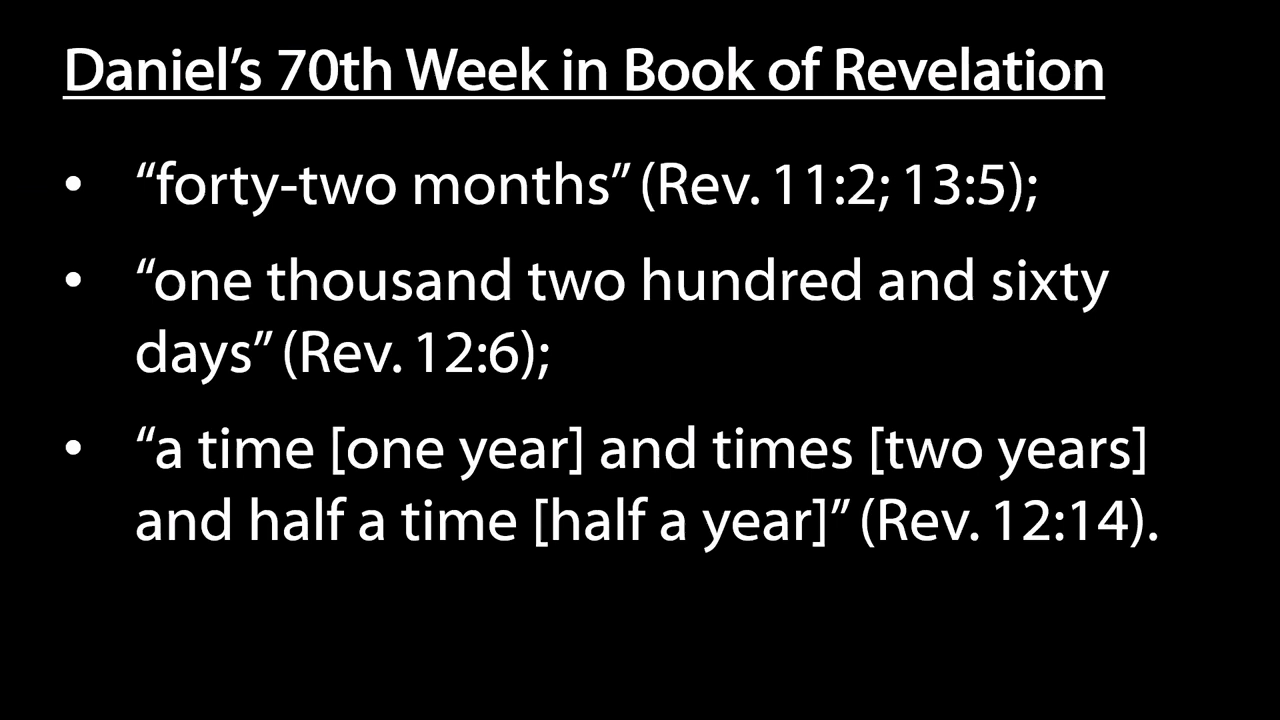 Daniel’s 70th Week in Book of Revelation
• “forty-two months” (Rev. 11:2; 13:5);
• “one thousand two hundred and sixty
days” (Rev. 12:6);
• “a time [one year] and times [two years]
and half a time [half a year]” (Rev. 12:14).